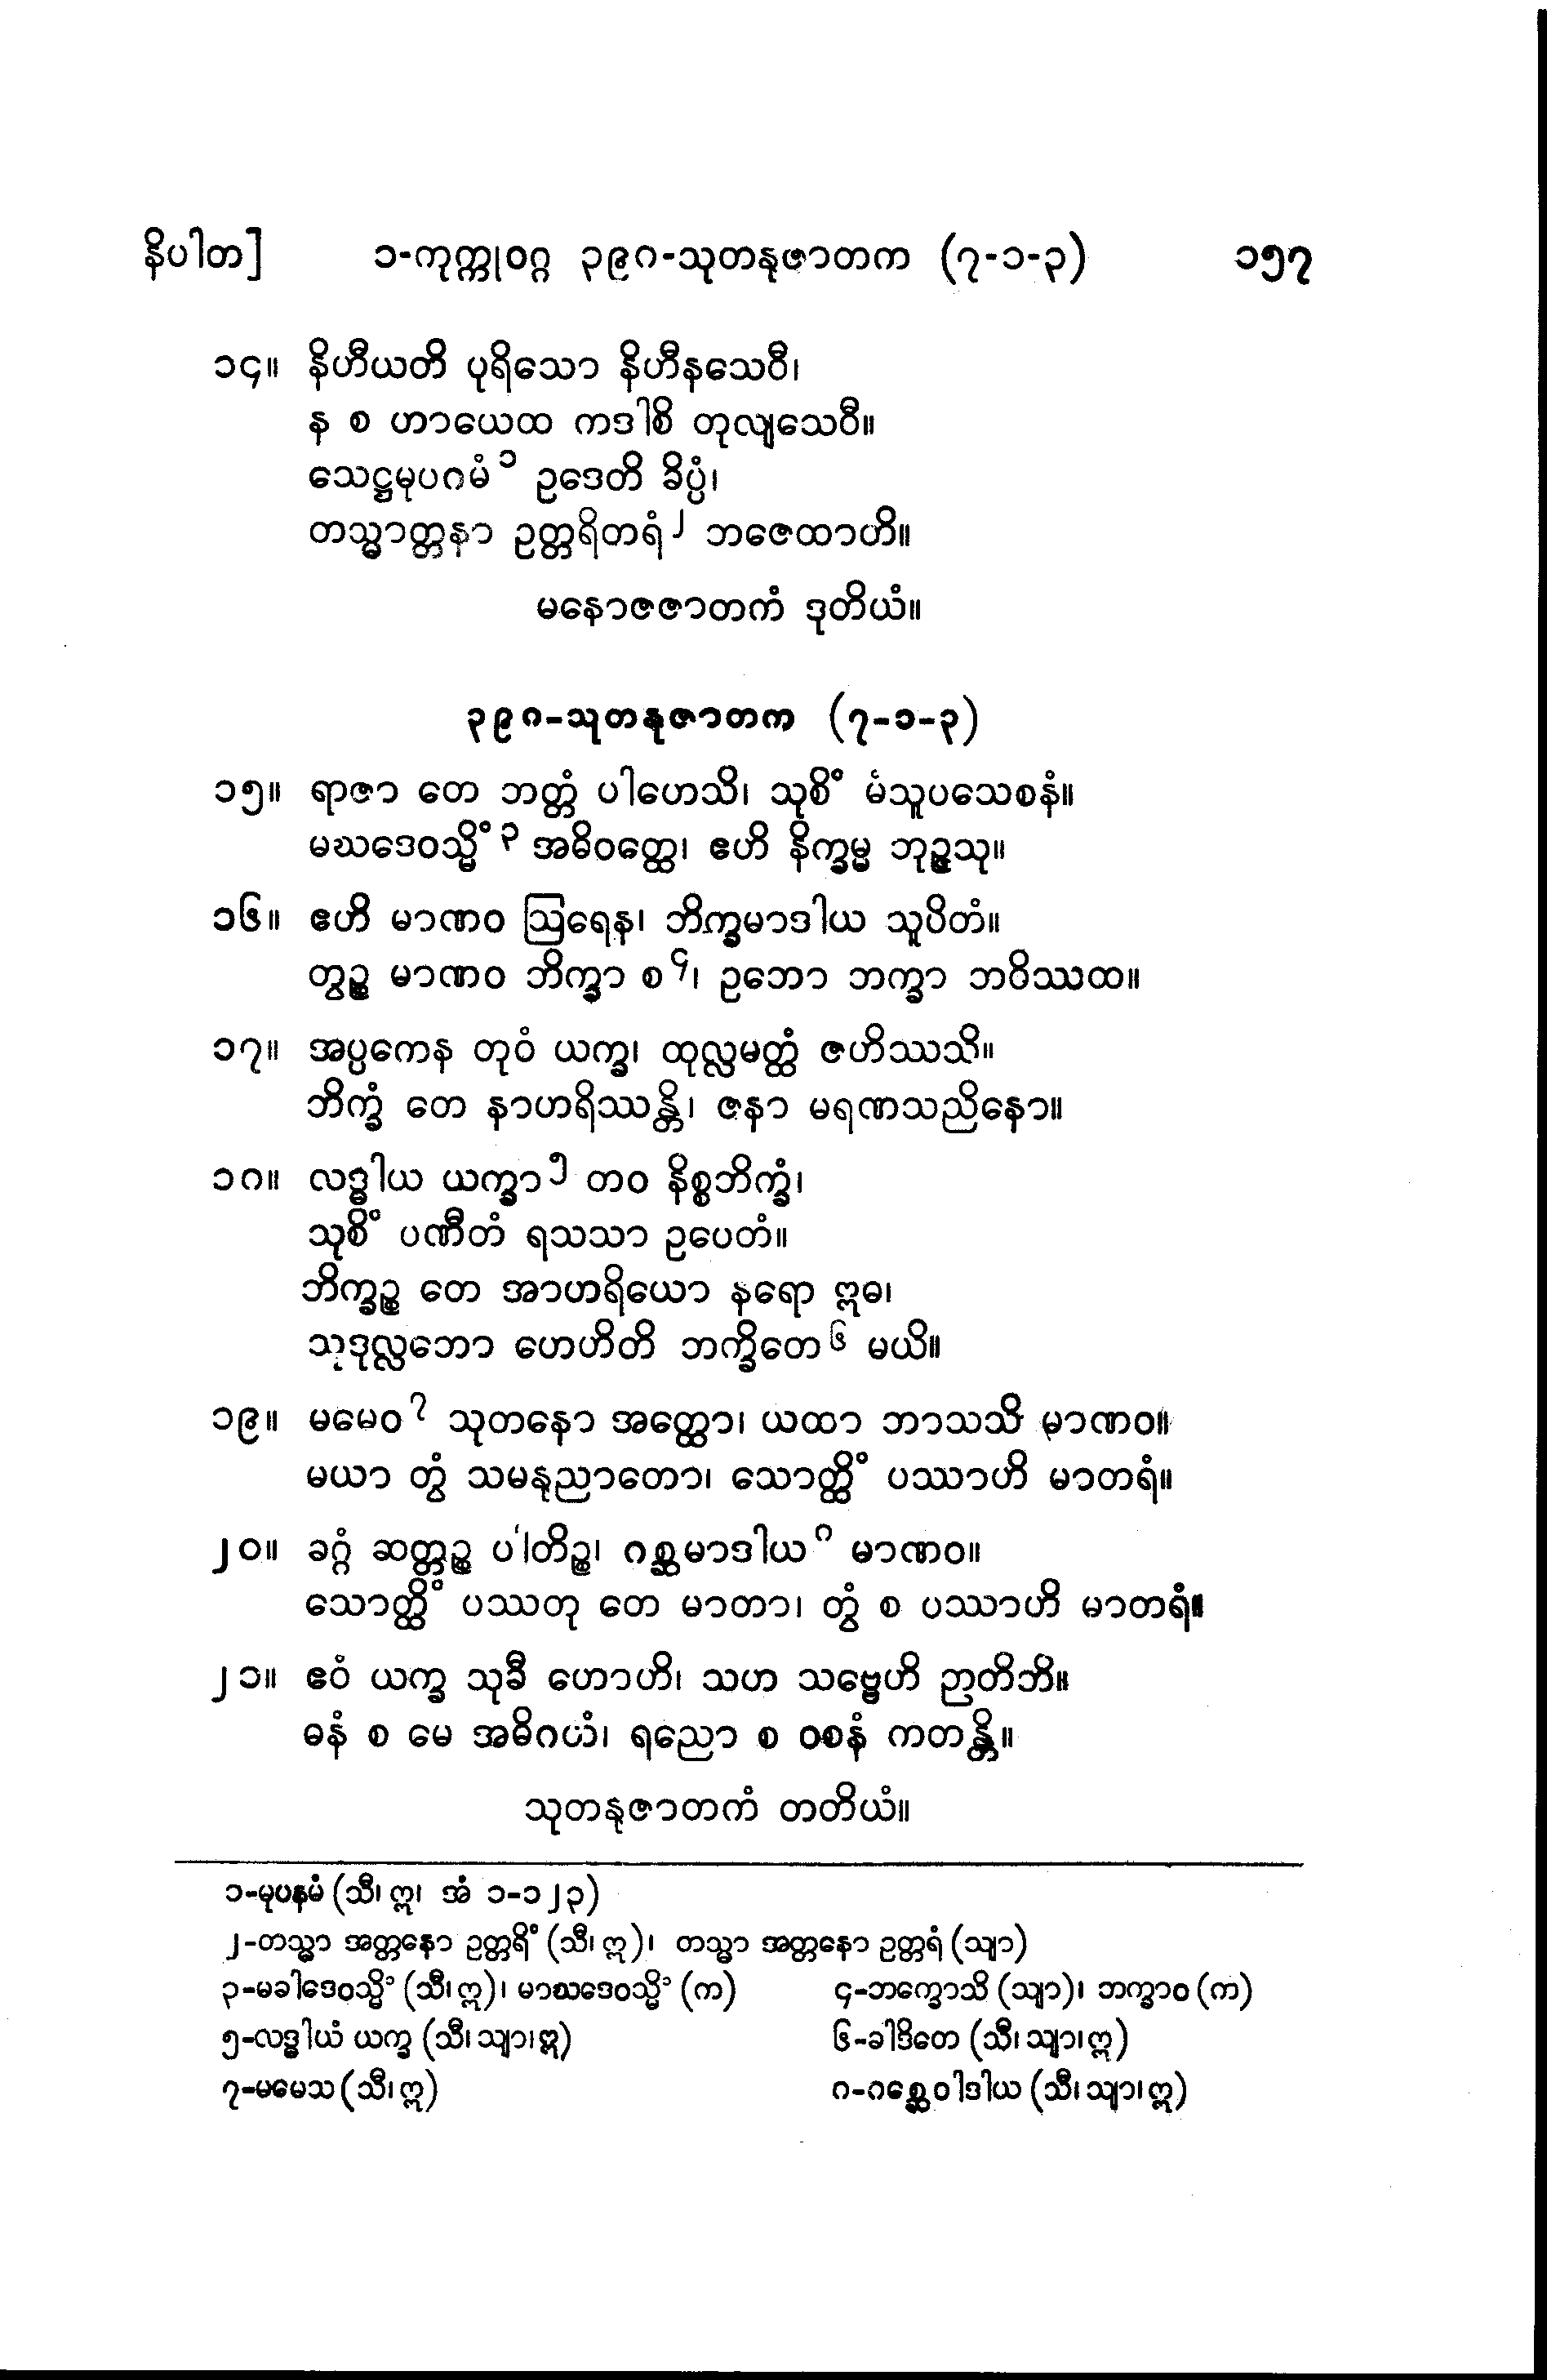 နိပါတ] ၁-ကုက္ကုဝဂ္ဂ ၃၉၈-သုတနုဇာတက (၇-၁-၃) ၁၅၇
၁၄။ နိဟီယတိ ပုရိသော နိဟီနသေဝီ၊
န စ ဟာယေထ ကဒါစိ တုလျသေဝီ။
သေဋ္ဌမုပဂမံ ၁ ဥဒေတိ ခိပ္ပံ၊
တသ္မာတ္တနာ ဥတ္တရိတရံ ၂ ဘဇေထာဟိ။
မနောဇဇာတကံ ဒုတိယံ။
၃၉၈-သုတနုဇာတက (၇-၁-၃)
၁၅။ ရာဇာ တေ ဘတ္တံ ပါဟေသိ၊ သုစိံ မံသူပသေစနံ။
မဃဒေဝသ္မိံ ၃ အဓိဝတ္ထေ၊ ဧဟိ နိက္ခမ္မ ဘုဉ္ဇသု။
၁၆။ ဧဟိ မာဏဝ ဩရေန၊ ဘိက္ခမာဒါယ သူပိတံ။
တွဉ္စ မာဏဝ ဘိက္ခာ စ ၄၊ ဥဘော ဘက္ခာ ဘဝိဿထ။
၁၇။ အပ္ပကေန တုဝံ ယက္ခ၊ ထုလ္လမတ္ထံ ဇဟိဿသိ။
ဘိက္ခံ တေ နာဟရိဿန္တိ၊ ဇနာ မရဏသညိနော။
၁၈။ လဒ္ဓါယ ယက္ခာ ၅ တဝ နိစ္စဘိက္ခံ၊
သုစိံ ပဏီတံ ရသသာ ဥပေတံ။
ဘိက္ခဉ္စ တေ အာဟရိယော နရော ဣဓ၊
သုဒုလ္လဘော ဟေဟိတိ ဘက္ခိတေ ၆ မယိ။
၁၉။ မမေဝ ၇ သုတနော အတ္ထော၊ ယထာ ဘာသသိ မာဏဝ။
မယာ တွံ သမနုညာတော၊ သောတ္ထိံ ပဿာဟိ မာတရံ။
၂၀။ ခဂ္ဂံ ဆတ္တဉ္စ ပါတိဉ္စ၊ ဂစ္ဆမာဒါယ ၈ မာဏဝ။
သောတ္ထိံ ပဿတု တေ မာတာ၊ တွံ စ ပဿာဟိ မာတရံ။
၂၁။ ဧဝံ ယက္ခ သုခီ ဟောဟိ၊ သဟ သဗ္ဗေဟိ ဉာတိဘိ။
ဓနံ စ မေ အဓိဂတံ၊ ရညော စ ဝစနံ ကတန္တိ။
သုတနုဇာတကံ တတိယံ။
၁-မုပနမံ (သီ၊ ဣ၊ အံ ၁-၁၂၃)
၂-တသ္မာ အတ္တနော ဥတ္တရိံ (သီ၊ ဣ)၊ တသ္မာ အတ္တနော ဥတ္တရံ (သျာ)
၃-မခါဒေဝသ္မိံ (သီ၊ ဣ)၊ မာဃဒေဝသ္မိံ (က) ၄-ဘက္ခောသိ (သျာ)၊ ဘက္ခာဝ (က)
၅-လဒ္ဓါယံ ယက္ခ (သီ၊ သျာ၊ ဣ) ၆-ခါဒိတေ (သီ၊ သျာ၊ ဣ)
၇-မမေသ (သီ၊ ဣ) ၈-ဂစ္ဆေဝါဒါယ (သီ၊ သျာ၊ ဣ)